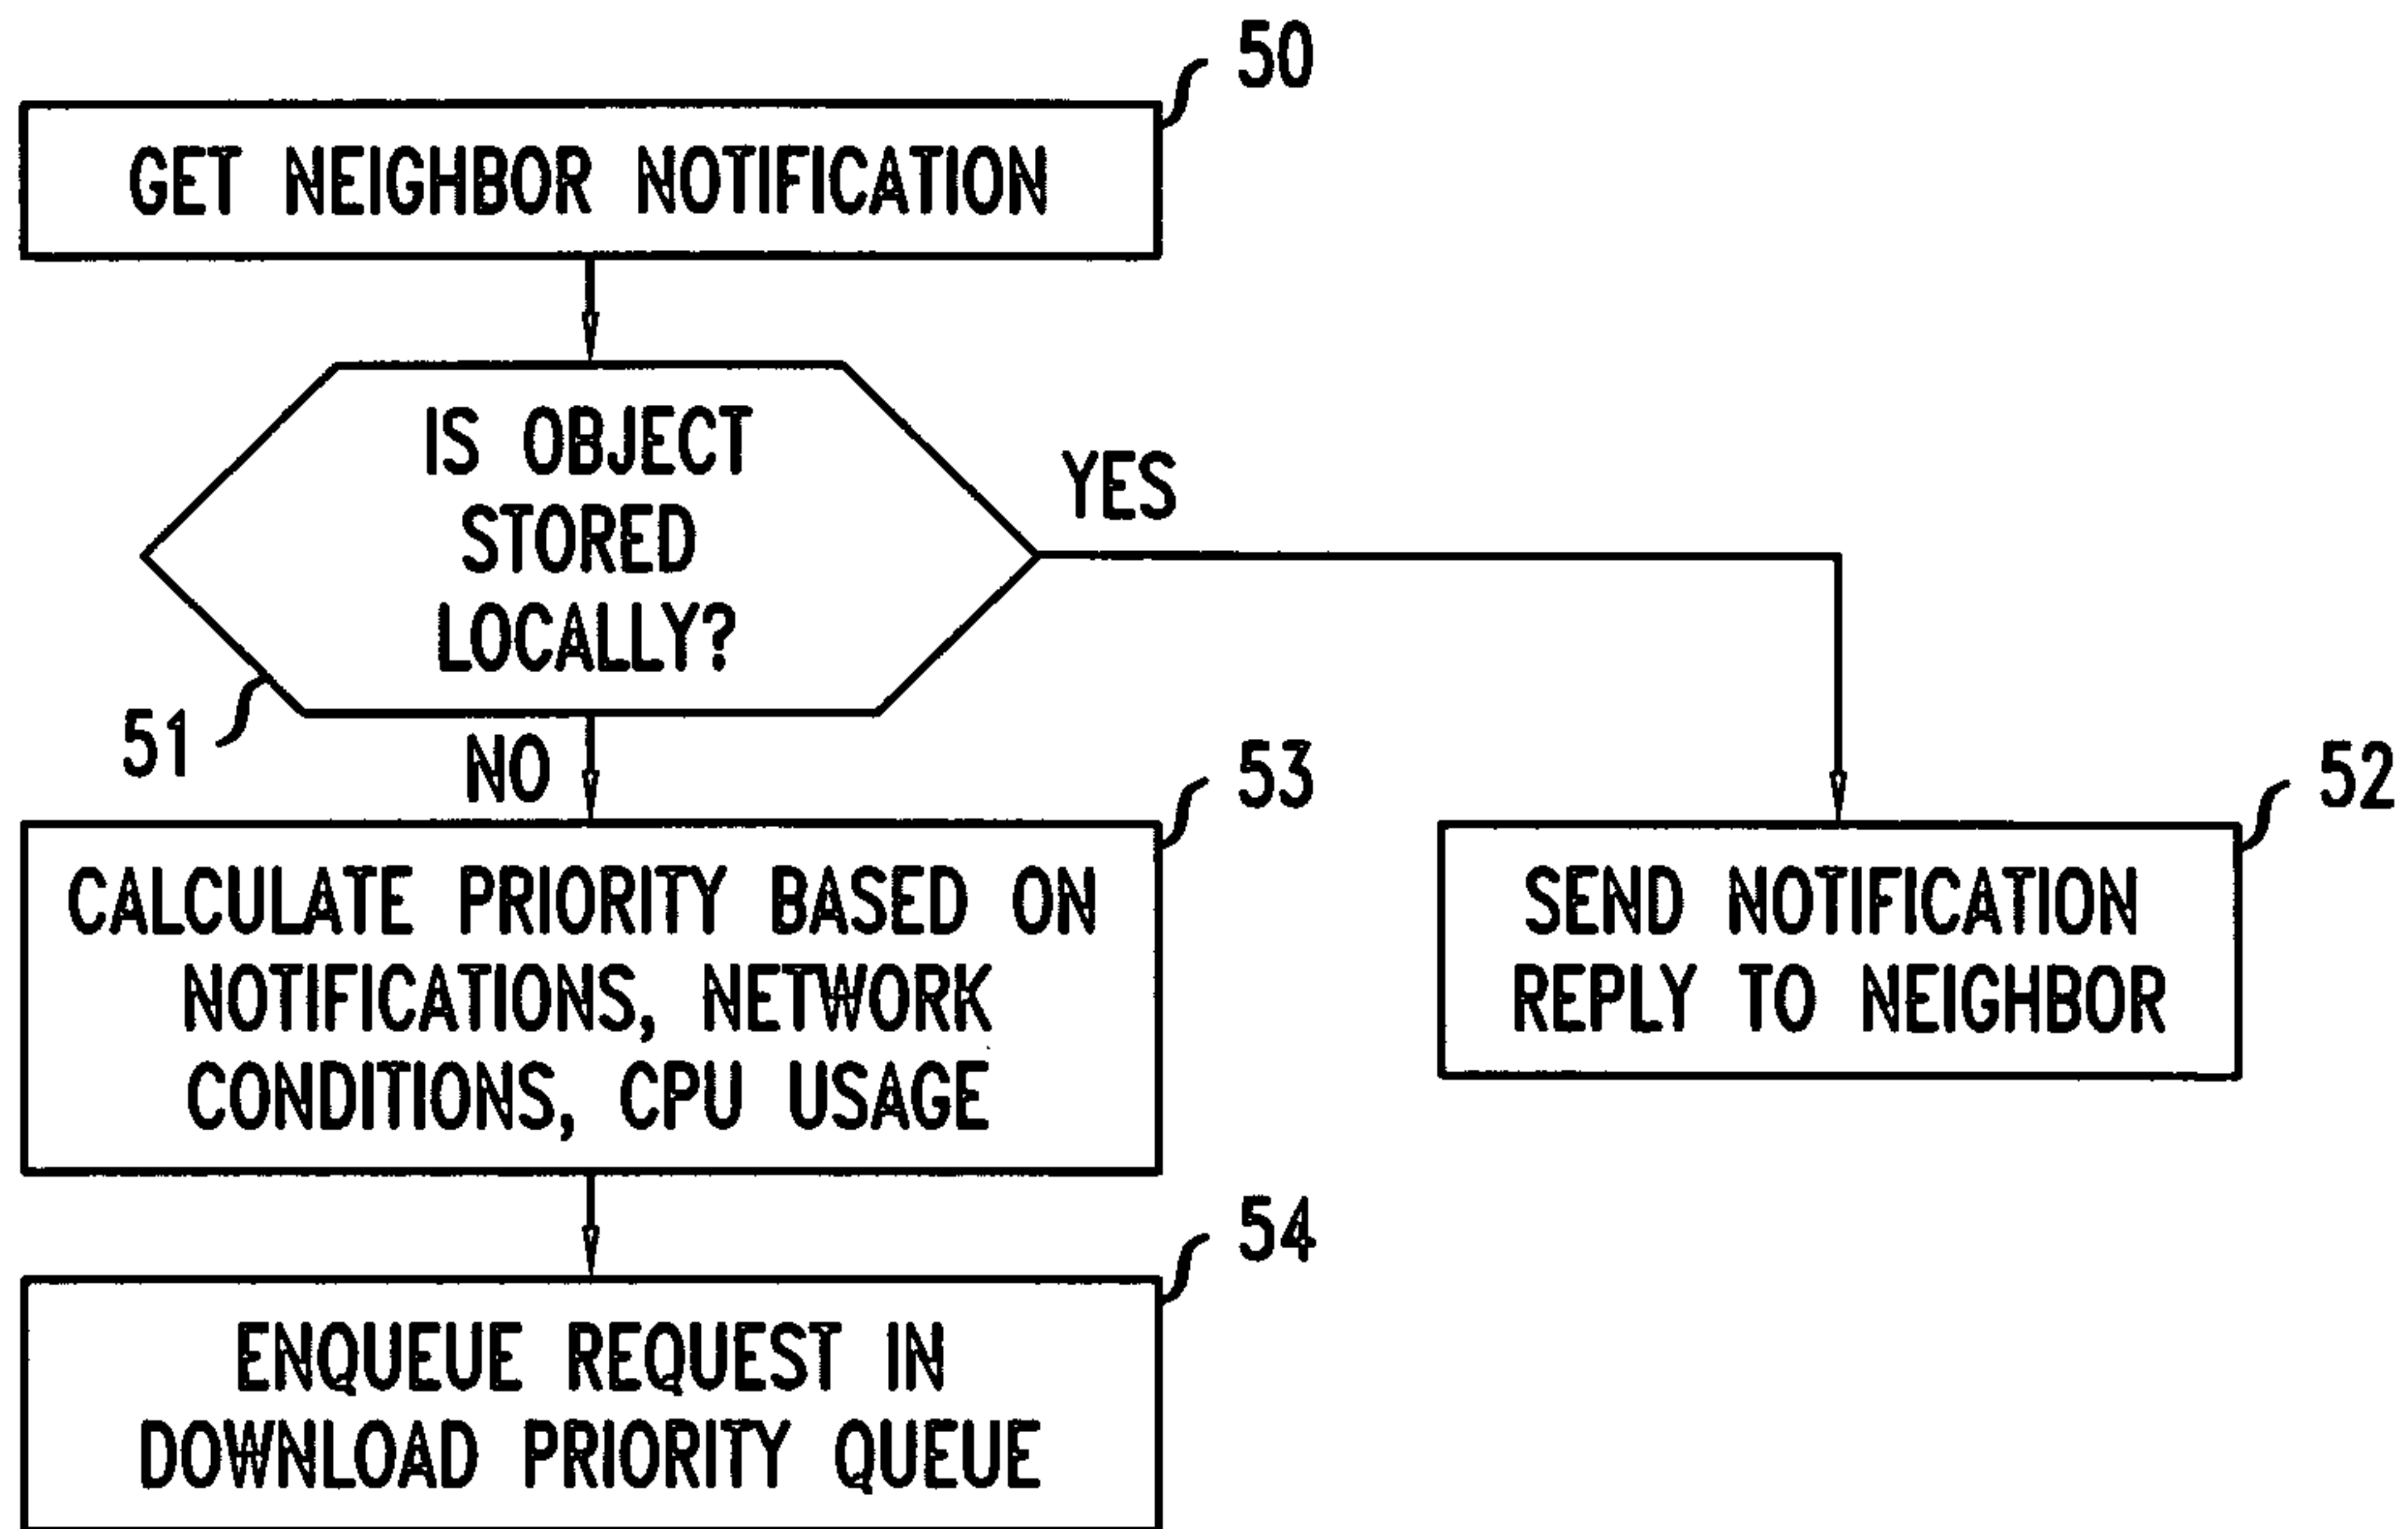 50
GET NEIGHBOR NOTIFICATION
IS OBJECT
STORED
LOCALLY?
YES
51
NO
53
52
CALCULATE PRIORITY BASED ON
NOTIFICATIONS, NETWORK
CONDITIONS, CPU USAGE
SEND NOTIFICATION
REPLY TO NEIGHBOR
54
ENQUEUE REQUEST IN
DOWNLOAD PRIORITY QUEUE